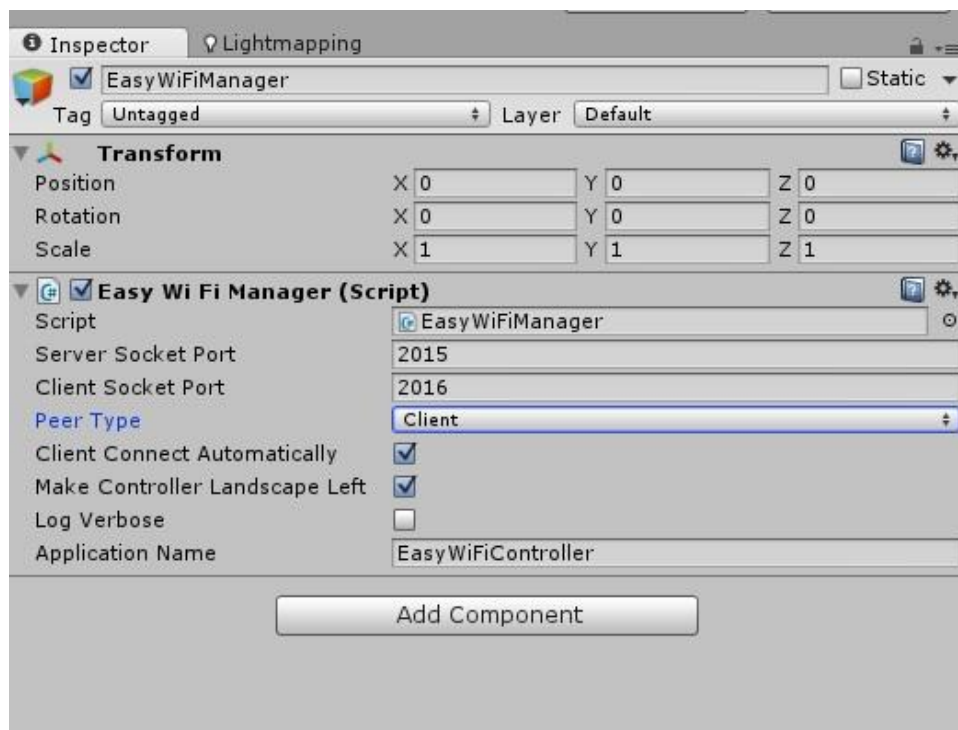 Inspector Lightmapping
EasyWiFiManager Static
Tag Untagged Layer Default
Transform
Position X 0 Y 0 Z 0
Rotation X 0 Y 0 Z 0
Scale X 1 Y 1 Z 1
Easy Wi Fi Manager (Script)
Script EasyWiFiManager
Server Socket Port 2015
Client Socket Port 2016
Peer Type Client
Client Connect Automatically
Make Controller Landscape Left
Log Verbose
Application Name EasyWiFiController
Add Component